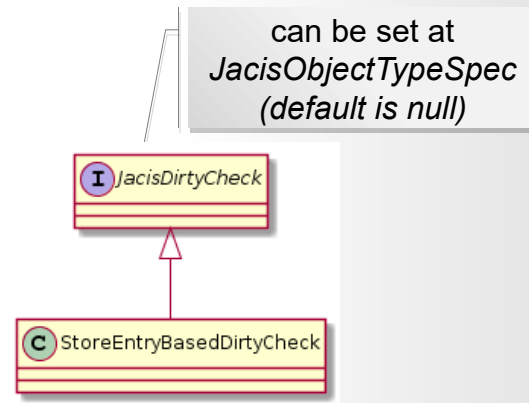 can be set at
JacisObjectTypeSpec
(default is null)
I JacisDirtyCheck
C StoreEntryBasedDirtyCheck